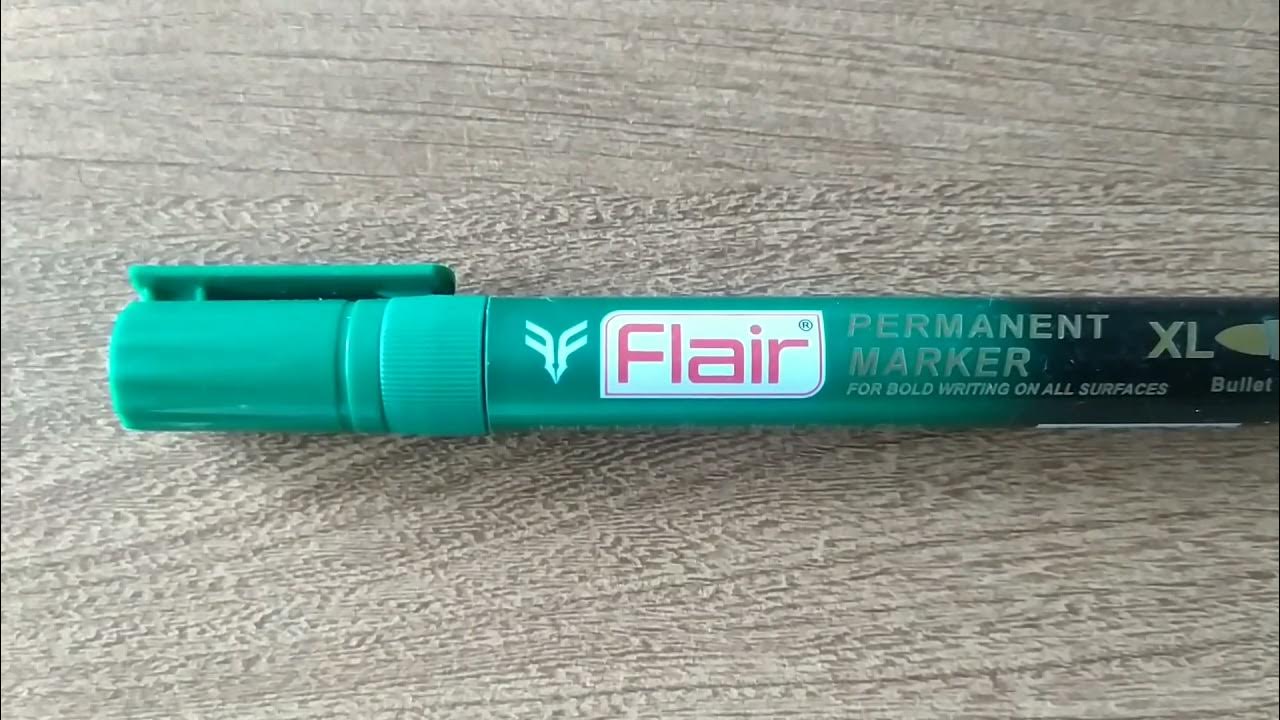 Flair®
PERMANENT
MARKER
FOR BOLD WRITING ON ALL SURFACES
XL
Bullet